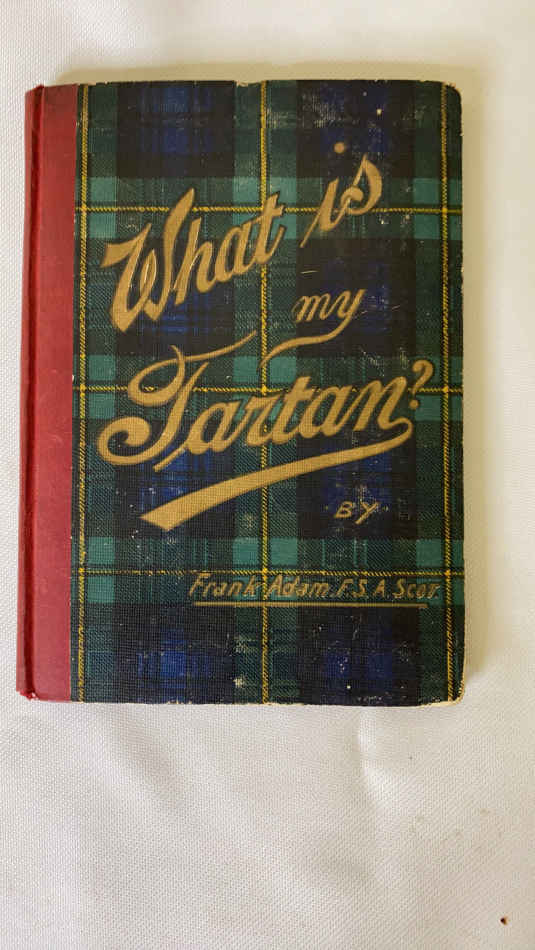 What is
my
Tartan?
BY
Frank Adam. F.S.A. Scot.